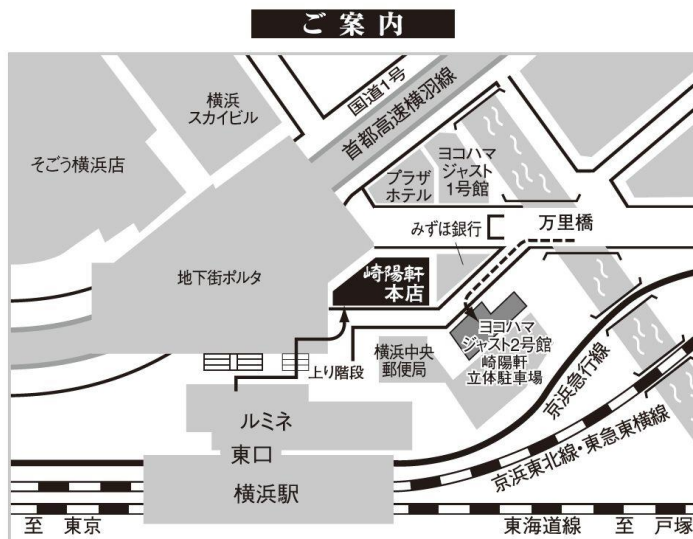 ご案内
国道1号
首都高速横羽線
横浜
スカイビル
そごう横浜店
ヨコハマ
ジャスト
1号館
プラザ
ホテル
みずほ銀行
万里橋
地下街ポルタ
崎陽軒
本店
ヨコハマ
ジャスト2号館
崎陽軒
立体駐車場
横浜中央
郵便局
上り階段
京浜急行線
京浜東北線・東急東横線
ルミネ
東口
横浜駅
至 東京
東海道線
至 戸塚